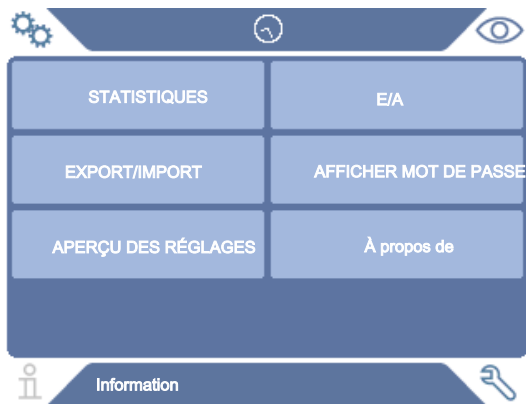 STATISTIQUES
E/A
EXPORT/IMPORT
AFFICHER MOT DE PASSE
APERÇU DES RÉGLAGES
À propos de
Information